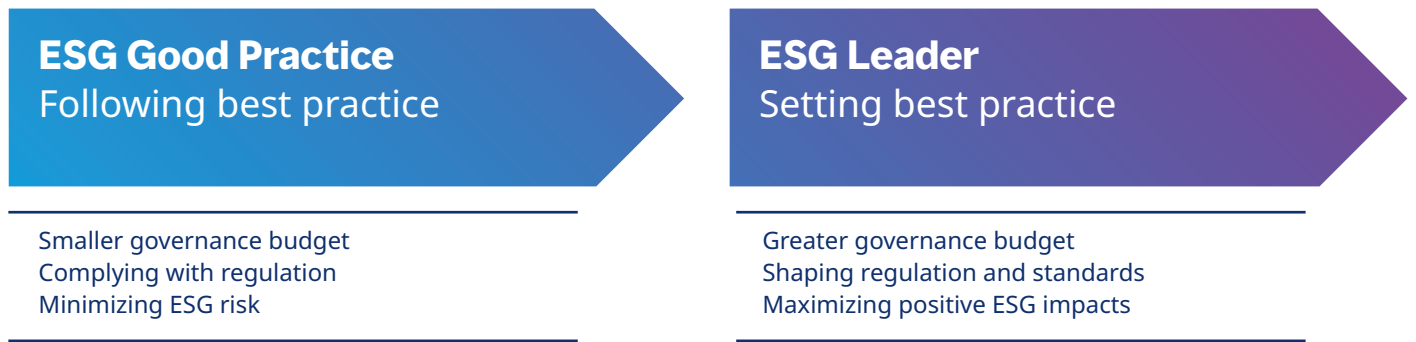 ESG Good Practice
Following best practice
Smaller governance budget
Complying with regulation
Minimizing ESG risk
ESG Leader
Setting best practice
Greater governance budget
Shaping regulation and standards
Maximizing positive ESG impacts